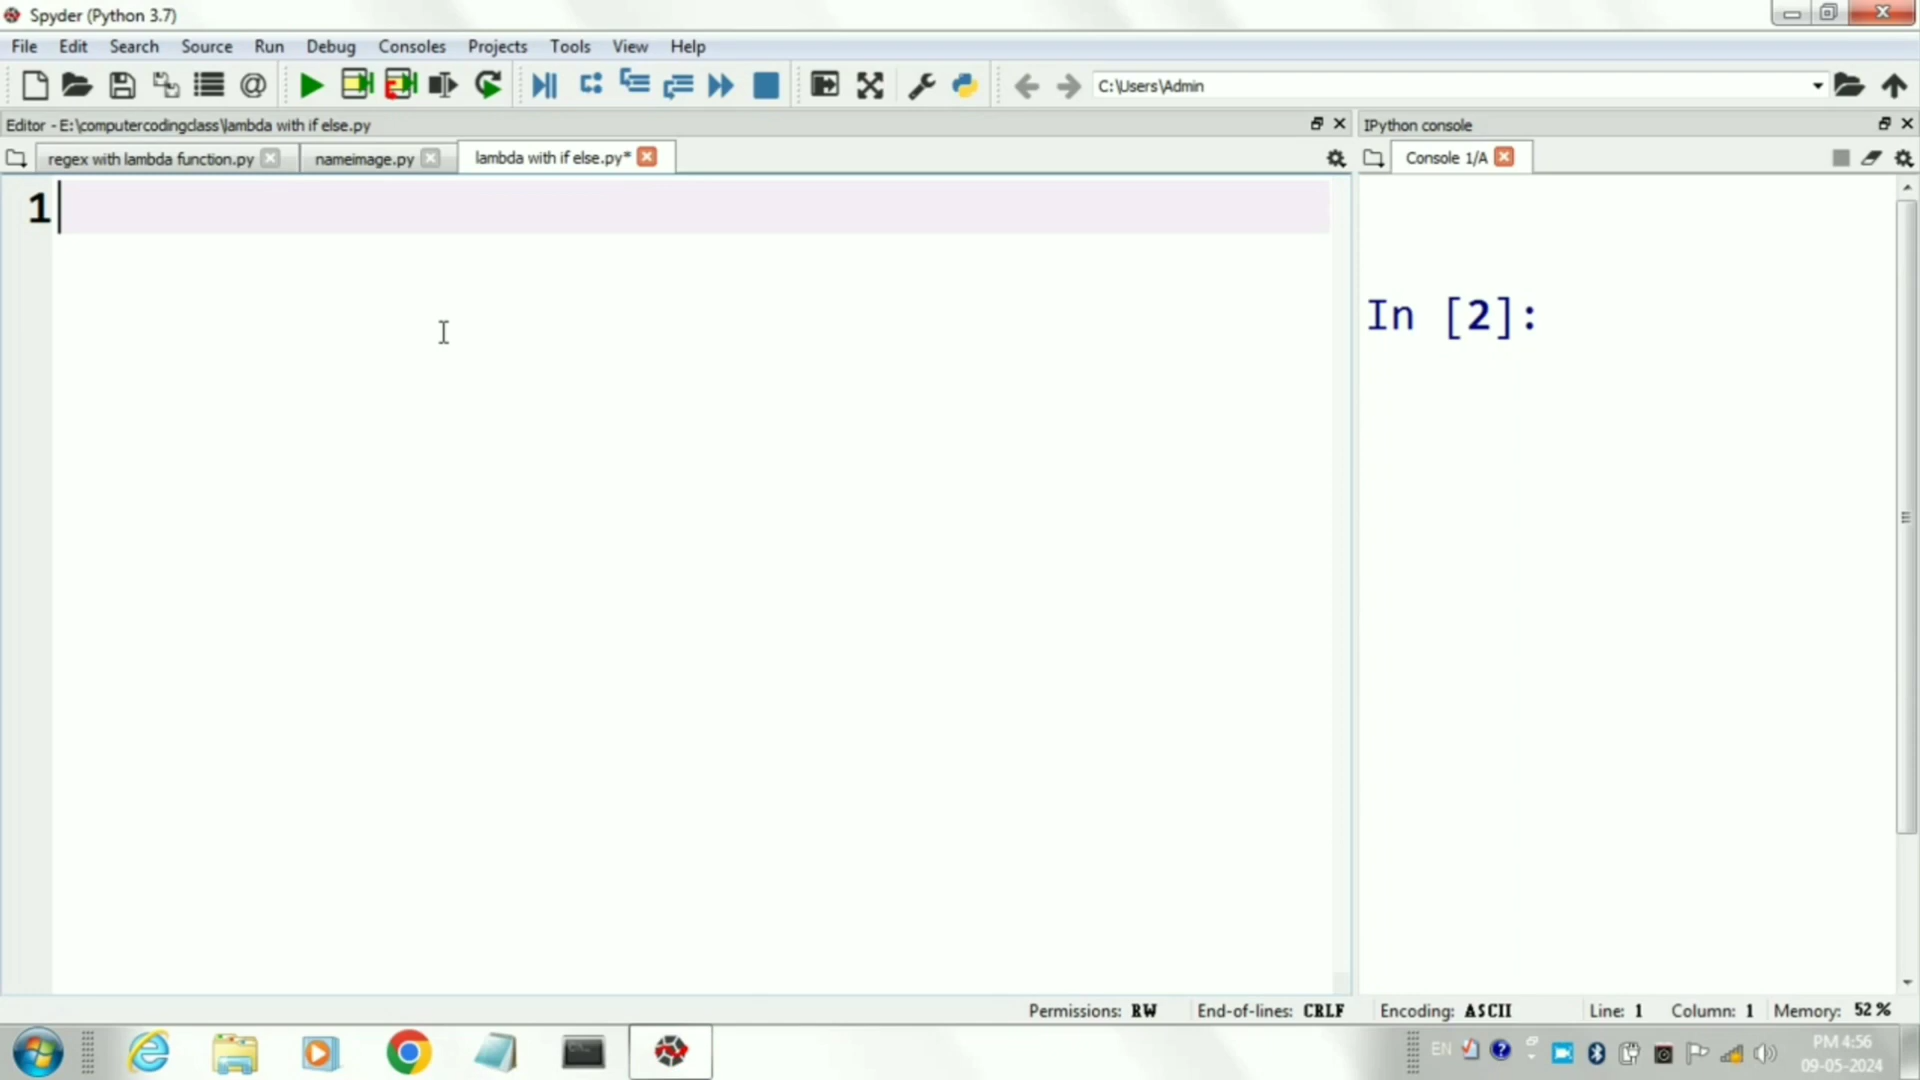 Spyder (Python 3.7)
File Edit Search Source Run Debug Consoles Projects Tools View Help
C:\Users\Admin
Editor - E:\computercodingclass\lambda with if else.py
IPython console
regex with lambda function.py nameimage.py lambda with if else.py*
Console 1/A
1
In [2]:
Permissions: RW End-of-lines: CRLF Encoding: ASCII Line: 1 Column: 1 Memory: 52 %
EN
PM 4:56
09-05-2024